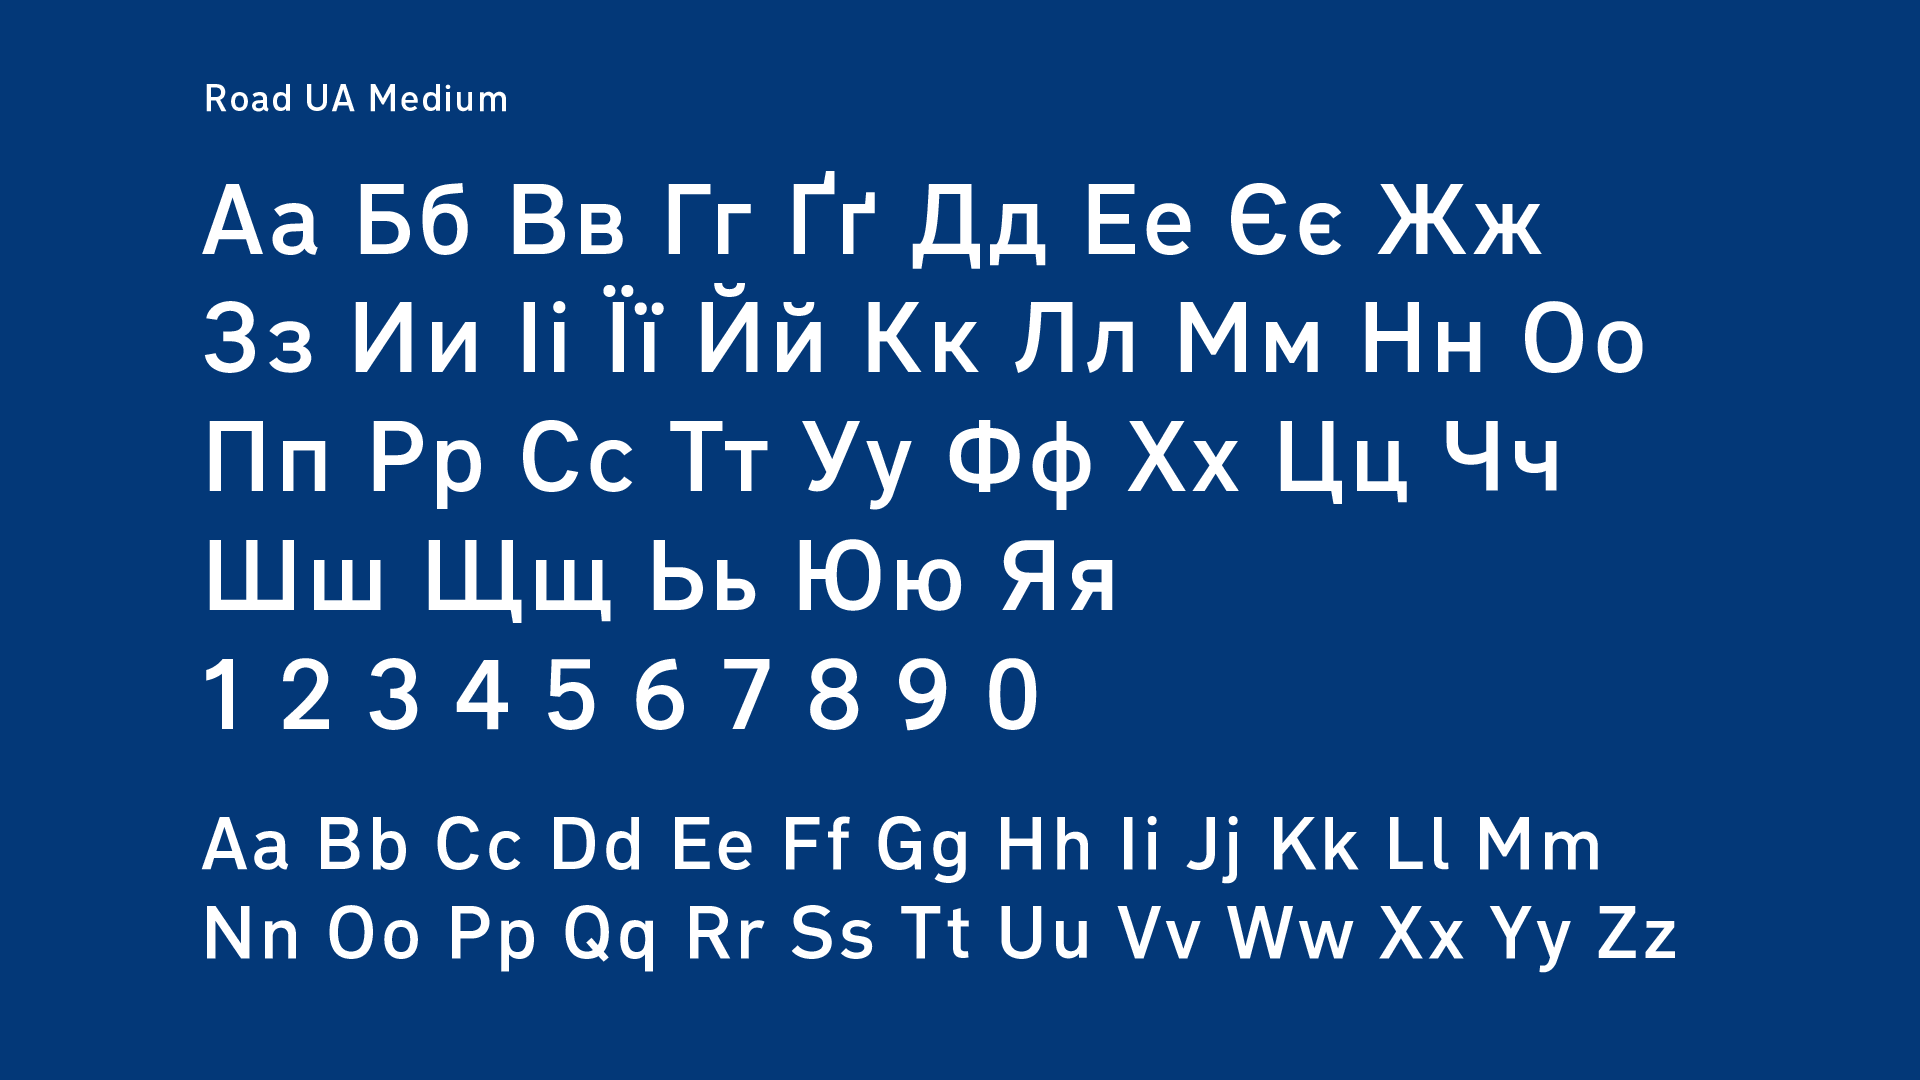 Road UA Medium
Аа Бб Вв Гг Ґґ Дд Ее Єє Жж
Зз Ии Іі Її Йй Кк Лл Мм Нн Оо
Пп Рр Сс Тт Уу Фф Хх Цц Чч
Шш Щщ Ьь Юю Яя
1 2 3 4 5 6 7 8 9 0
Aa Bb Cc Dd Ee Ff Gg Hh Ii Jj Kk Ll Mm
Nn Oo Pp Qq Rr Ss Tt Uu Vv Ww Xx Yy Zz